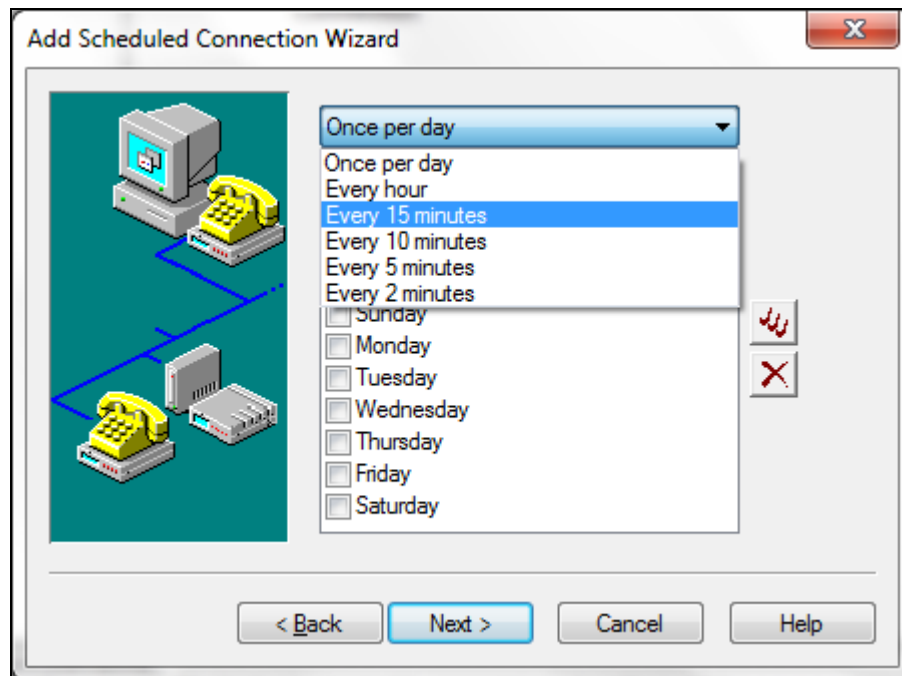 Add Scheduled Connection Wizard
Once per day
Once per day
Every hour
Every 15 minutes
Every 10 minutes
Every 5 minutes
Every 2 minutes
Sunday
Monday
Tuesday
Wednesday
Thursday
Friday
Saturday
< Back Next > Cancel Help